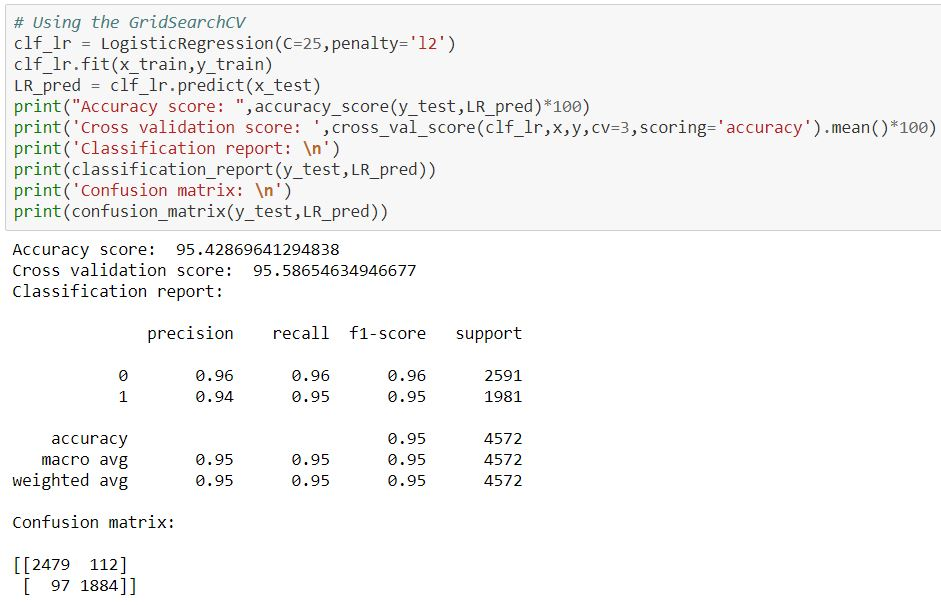 # Using the GridSearchCV
clf_lr = LogisticRegression(C=25,penalty='l2')
clf_lr.fit(x_train,y_train)
LR_pred = clf_lr.predict(x_test)
print("Accuracy score: ",accuracy_score(y_test,LR_pred)*100)
print('Cross validation score: ',cross_val_score(clf_lr,x,y,cv=3,scoring='accuracy').mean()*100)
print('Classification report: \n')
print(classification_report(y_test,LR_pred))
print('Confusion matrix: \n')
print(confusion_matrix(y_test,LR_pred))
Accuracy score:  95.42869641294838
Cross validation score:  95.58654634946677
Classification report:
              precision    recall  f1-score   support
           0       0.96      0.96      0.96      2591
           1       0.94      0.95      0.95      1981
    accuracy                           0.95      4572
   macro avg       0.95      0.95      0.95      4572
weighted avg       0.95      0.95      0.95      4572
Confusion matrix:
[[2479  112]
 [  97 1884]]